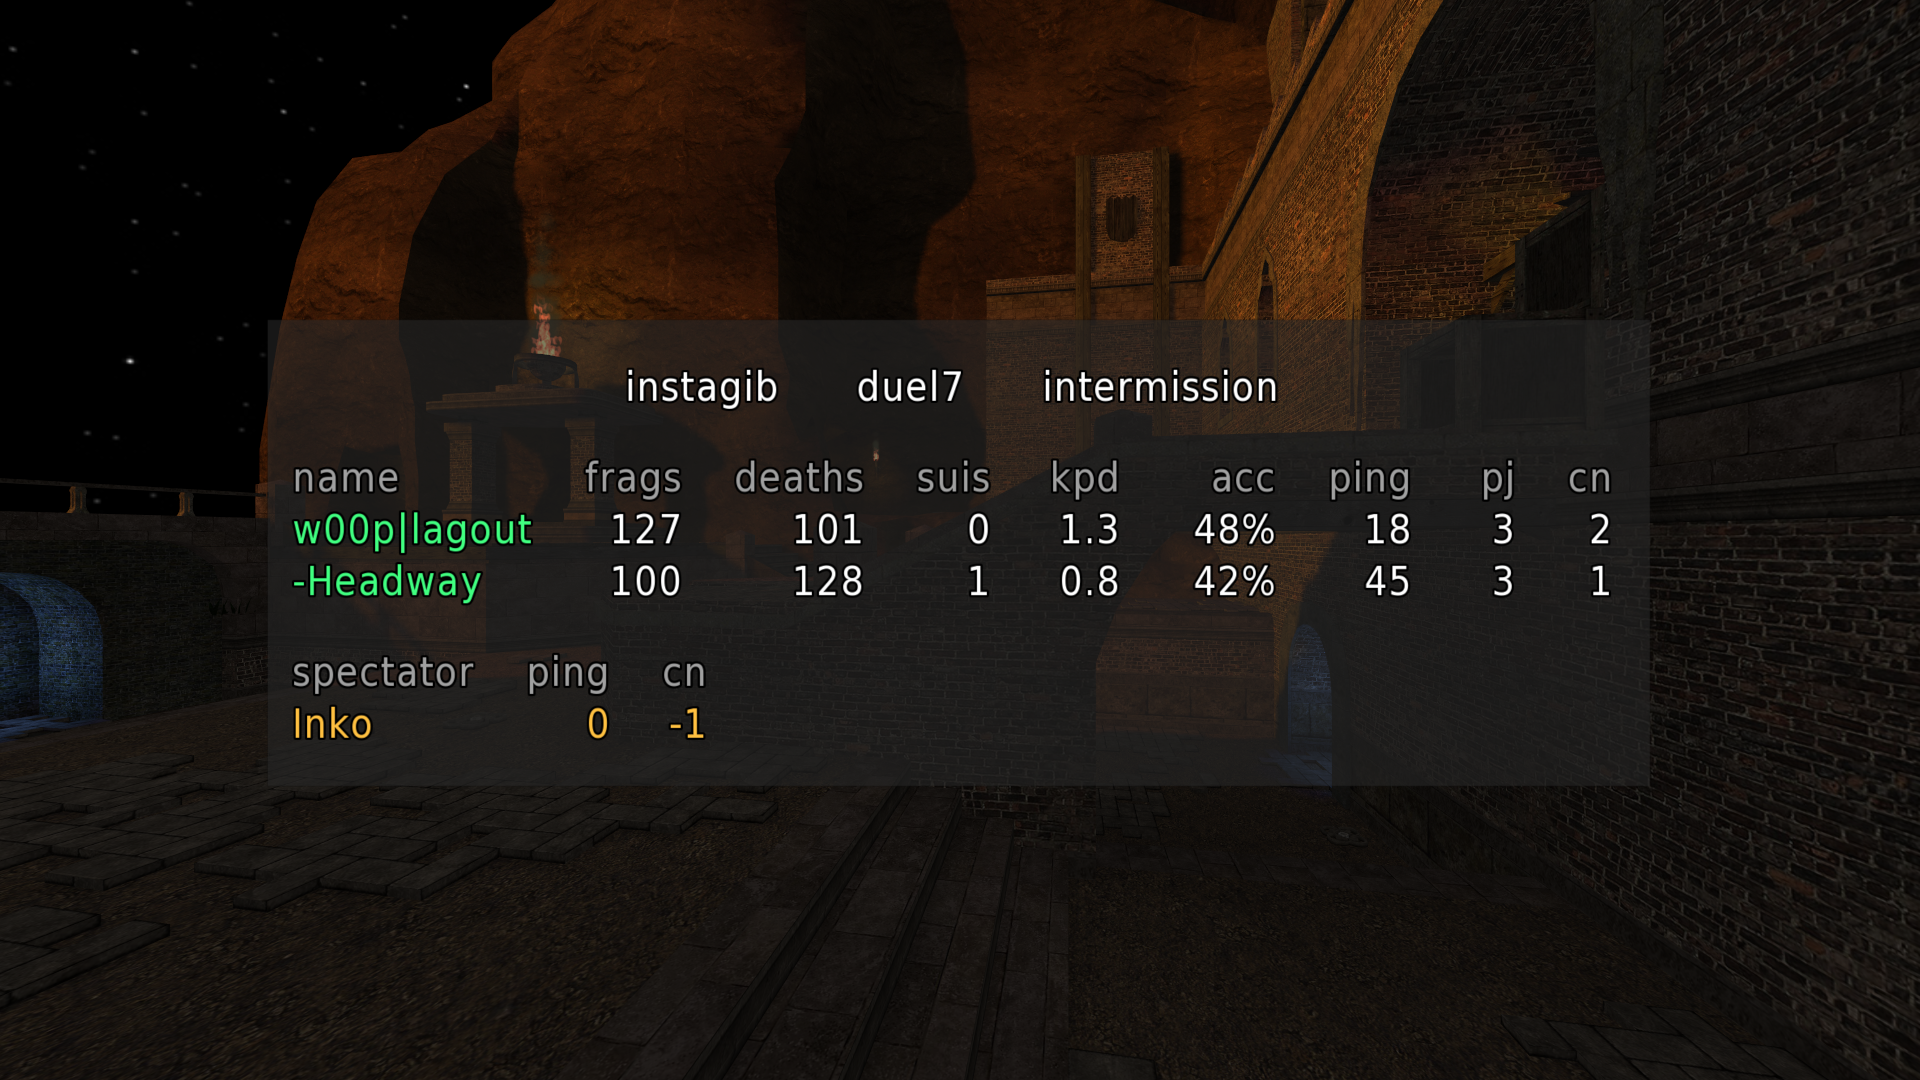 instagib duel7 intermission
name frags deaths suis kpd acc ping pj cn
w00p|lagout 127 101 0 1.3 48% 18 3 2
-Headway 100 128 1 0.8 42% 45 3 1
spectator ping cn
Inko 0 -1